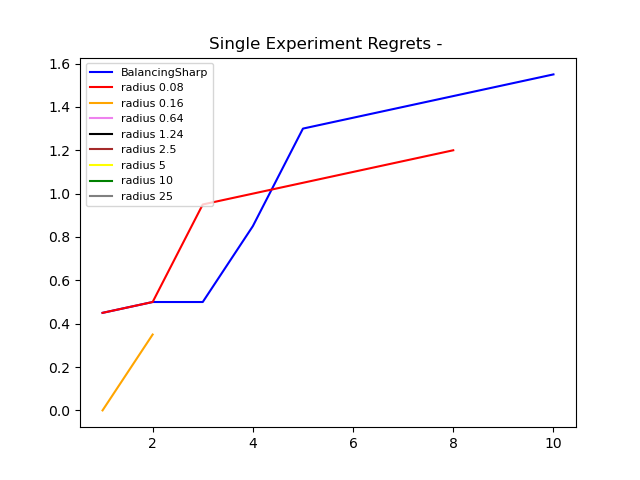 Single Experiment Regrets -
1.6
1.4
1.2
1.0
0.8
0.6
0.4
0.2
0.0
BalancingSharp
radius 0.08
radius 0.16
radius 0.64
radius 1.24
radius 2.5
radius 5
radius 10
radius 25
2 4 6 8 10